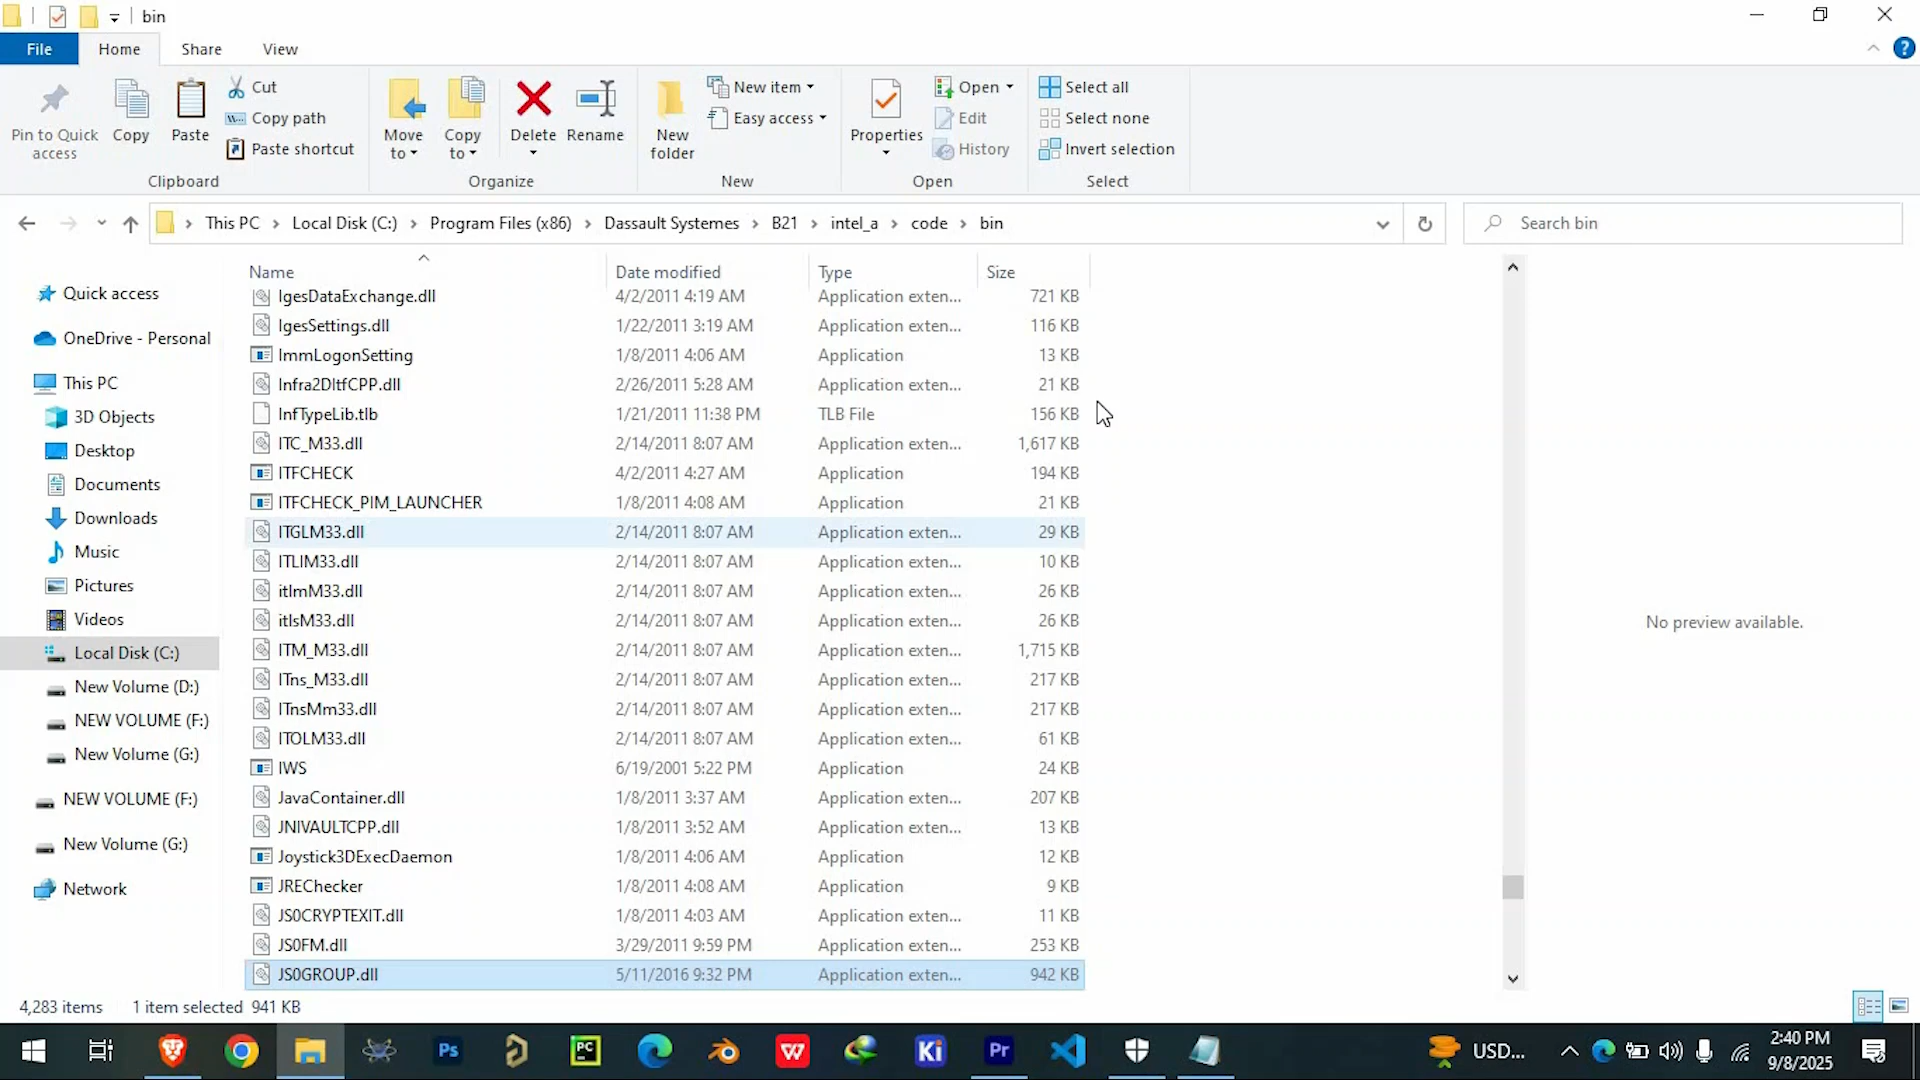 bin
File
Home
Share
View
Pin to Quick
access
Copy
Paste
Cut
Copy path
Paste shortcut
Clipboard
Move
to
Copy
to
Delete
Rename
Organize
New
folder
New item
Easy access
New
Properties
Open
Edit
History
Open
Select all
Select none
Invert selection
Select
This PC
Local Disk (C:)
Program Files (x86)
Dassault Systemes
B21
intel_a
code
bin
Search bin
Quick access
OneDrive - Personal
This PC
3D Objects
Desktop
Documents
Downloads
Music
Pictures
Videos
Local Disk (C:)
New Volume (D:)
NEW VOLUME (F:)
New Volume (G:)
NEW VOLUME (F:)
New Volume (G:)
Network
Name Date modified Type Size
IgesDataExchange.dll 4/2/2011 4:19 AM Application exten... 721 KB
IgesSettings.dll 1/22/2011 3:19 AM Application exten... 116 KB
ImmLogonSetting 1/8/2011 4:06 AM Application 13 KB
Infra2DItfCPP.dll 2/26/2011 5:28 AM Application exten... 21 KB
InfTypeLib.tlb 1/21/2011 11:38 PM TLB File 156 KB
ITC_M33.dll 2/14/2011 8:07 AM Application exten... 1,617 KB
ITFCHECK 4/2/2011 4:27 AM Application 194 KB
ITFCHECK_PIM_LAUNCHER 1/8/2011 4:08 AM Application 21 KB
ITGLM33.dll 2/14/2011 8:07 AM Application exten... 29 KB
ITLIM33.dll 2/14/2011 8:07 AM Application exten... 10 KB
itlmM33.dll 2/14/2011 8:07 AM Application exten... 26 KB
itlsM33.dll 2/14/2011 8:07 AM Application exten... 26 KB
ITM_M33.dll 2/14/2011 8:07 AM Application exten... 1,715 KB
ITns_M33.dll 2/14/2011 8:07 AM Application exten... 217 KB
ITnsMm33.dll 2/14/2011 8:07 AM Application exten... 217 KB
ITOLM33.dll 2/14/2011 8:07 AM Application exten... 61 KB
IWS 6/19/2001 5:22 PM Application 24 KB
JavaContainer.dll 1/8/2011 3:37 AM Application exten... 207 KB
JNIVAULTCPP.dll 1/8/2011 3:52 AM Application exten... 13 KB
Joystick3DExecDaemon 1/8/2011 4:06 AM Application 12 KB
JREChecker 1/8/2011 4:08 AM Application 9 KB
JS0CRYPTEXIT.dll 1/8/2011 4:03 AM Application exten... 11 KB
JS0FM.dll 3/29/2011 9:59 PM Application exten... 253 KB
JS0GROUP.dll 5/11/2016 9:32 PM Application exten... 942 KB
No preview available.
4,283 items 1 item selected 941 KB
Ps
PC
W
Ki
Pr
USD...
2:40 PM
9/8/2025